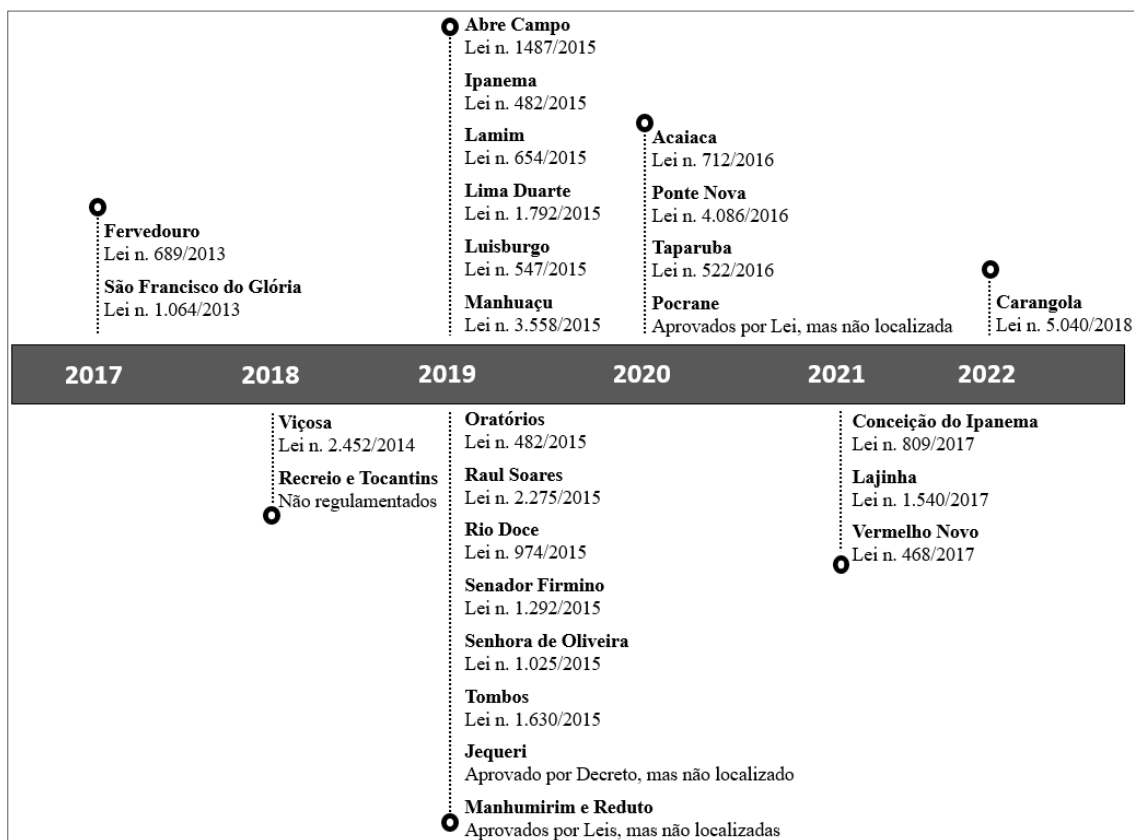 Abre Campo
Lei n. 1487/2015
Ipanema
Lei n. 482/2015
Lamim
Lei n. 654/2015
Lima Duarte
Lei n. 1.792/2015
Luisburgo
Lei n. 547/2015
Manhuaçu
Lei n. 3.558/2015
Acaiaca
Lei n. 712/2016
Ponte Nova
Lei n. 4.086/2016
Taparuba
Lei n. 522/2016
Pocrane
Aprovados por Lei, mas não localizada
Fervedouro
Lei n. 689/2013
São Francisco do Glória
Lei n. 1.064/2013
Carangola
Lei n. 5.040/2018
2017 2018 2019 2020 2021 2022
Viçosa
Lei n. 2.452/2014
Recreio e Tocantins
Não regulamentados
Oratórios
Lei n. 482/2015
Raul Soares
Lei n. 2.275/2015
Rio Doce
Lei n. 974/2015
Senador Firmino
Lei n. 1.292/2015
Senhora de Oliveira
Lei n. 1.025/2015
Tombos
Lei n. 1.630/2015
Jequeri
Aprovado por Decreto, mas não localizado
Manhumirim e Reduto
Aprovados por Leis, mas não localizadas
Conceição do Ipanema
Lei n. 809/2017
Lajinha
Lei n. 1.540/2017
Vermelho Novo
Lei n. 468/2017